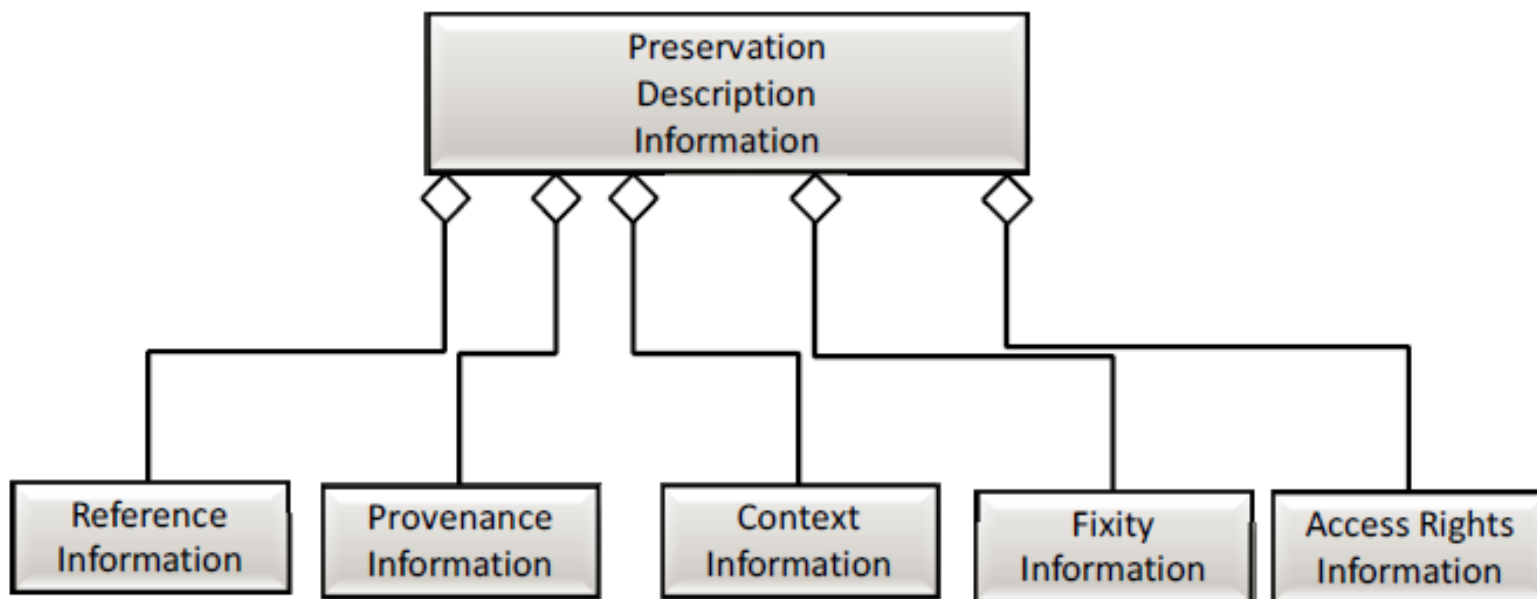 Preservation
Description
Information
Reference
Information
Provenance
Information
Context
Information
Fixity
Information
Access Rights
Information